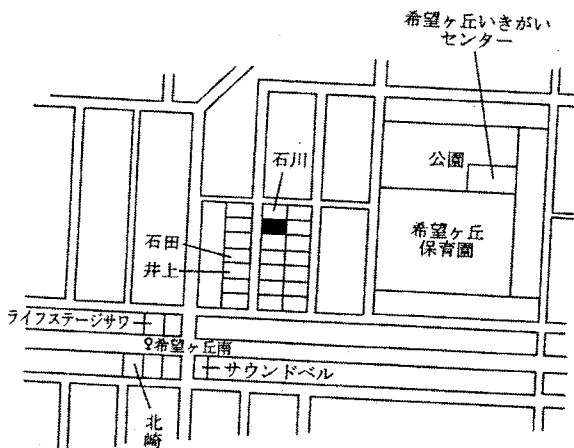 希望ヶ丘いきがい
センター
石川
公園
石田
井上
希望ヶ丘
保育園
ライフステージサワ
♀希望ヶ丘南
サウンドベル
北崎